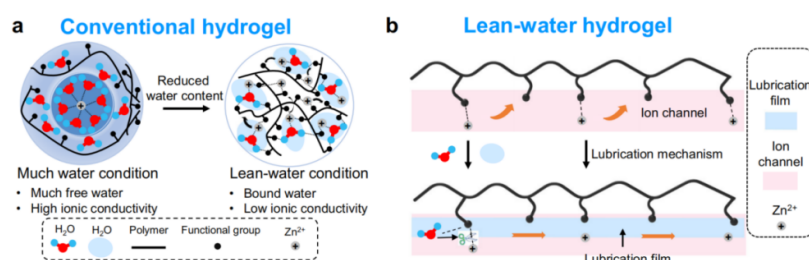 a
Conventional hydrogel
Reduced
water content
Much water condition
• Much free water
• High ionic conductivity
Lean-water condition
• Bound water
• Low ionic conductivity
H₂O
H₂O
Polymer
Functional group
Zn²⁺
b
Lean-water hydrogel
Ion channel
Lubrication mechanism
Lubrication film
Lubrication
film
Ion
channel
Zn²⁺